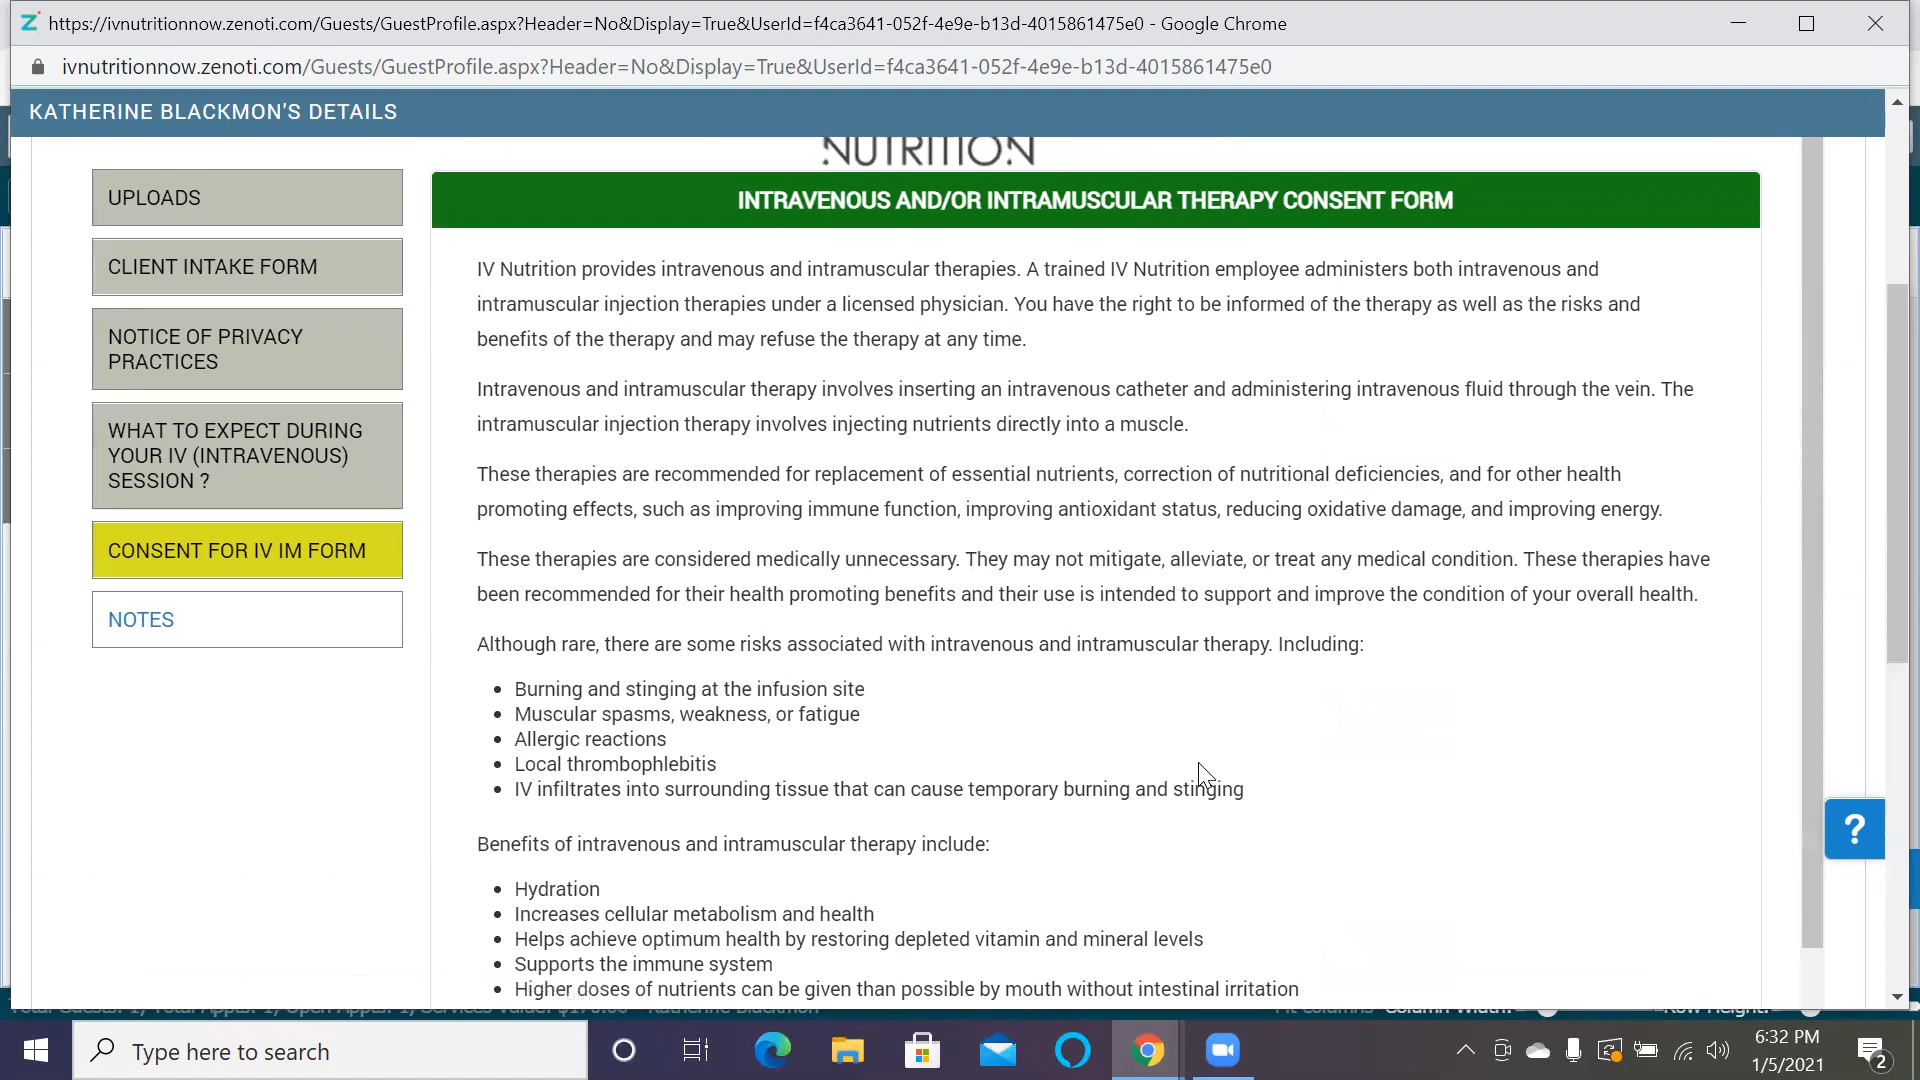 https://ivnutritionnow.zenoti.com/Guests/GuestProfile.aspx?Header=No&Display=True&UserId=f4ca3641-052f-4e9e-b13d-4015861475e0 - Google Chrome
ivnutritionnow.zenoti.com/Guests/GuestProfile.aspx?Header=No&Display=True&UserId=f4ca3641-052f-4e9e-b13d-4015861475e0
KATHERINE BLACKMON'S DETAILS
NUTRITION
UPLOADS
CLIENT INTAKE FORM
NOTICE OF PRIVACY
PRACTICES
WHAT TO EXPECT DURING
YOUR IV (INTRAVENOUS)
SESSION ?
CONSENT FOR IV IM FORM
NOTES
INTRAVENOUS AND/OR INTRAMUSCULAR THERAPY CONSENT FORM
IV Nutrition provides intravenous and intramuscular therapies. A trained IV Nutrition employee administers both intravenous and
intramuscular injection therapies under a licensed physician. You have the right to be informed of the therapy as well as the risks and
benefits of the therapy and may refuse the therapy at any time.
Intravenous and intramuscular therapy involves inserting an intravenous catheter and administering intravenous fluid through the vein. The
intramuscular injection therapy involves injecting nutrients directly into a muscle.
These therapies are recommended for replacement of essential nutrients, correction of nutritional deficiencies, and for other health
promoting effects, such as improving immune function, improving antioxidant status, reducing oxidative damage, and improving energy.
These therapies are considered medically unnecessary. They may not mitigate, alleviate, or treat any medical condition. These therapies have
been recommended for their health promoting benefits and their use is intended to support and improve the condition of your overall health.
Although rare, there are some risks associated with intravenous and intramuscular therapy. Including:
• Burning and stinging at the infusion site
• Muscular spasms, weakness, or fatigue
• Allergic reactions
• Local thrombophlebitis
• IV infiltrates into surrounding tissue that can cause temporary burning and stinging
Benefits of intravenous and intramuscular therapy include:
• Hydration
• Increases cellular metabolism and health
• Helps achieve optimum health by restoring depleted vitamin and mineral levels
• Supports the immune system
• Higher doses of nutrients can be given than possible by mouth without intestinal irritation
?
Column Width:
Row Height:
Type here to search
6:32 PM
1/5/2021
2